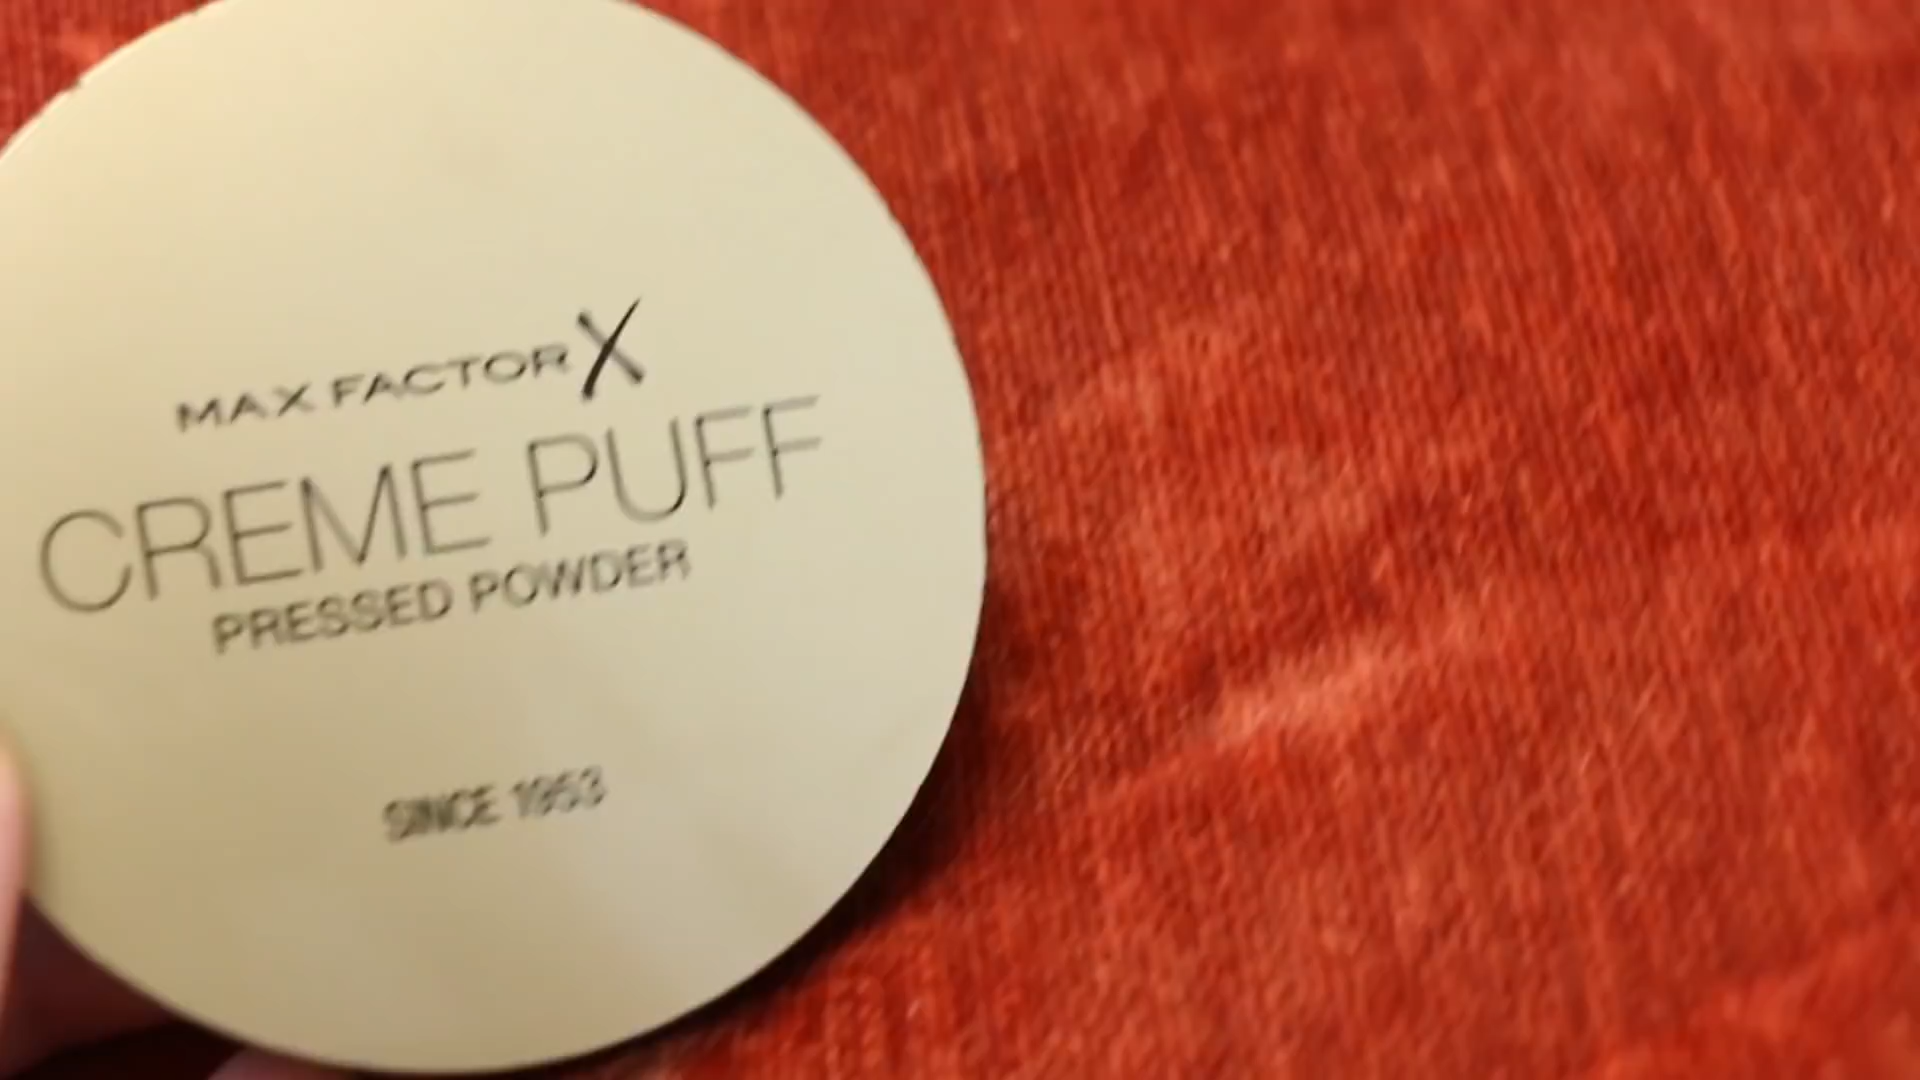 MAX FACTOR X
CREME PUFF
PRESSED POWDER
SINCE 1953